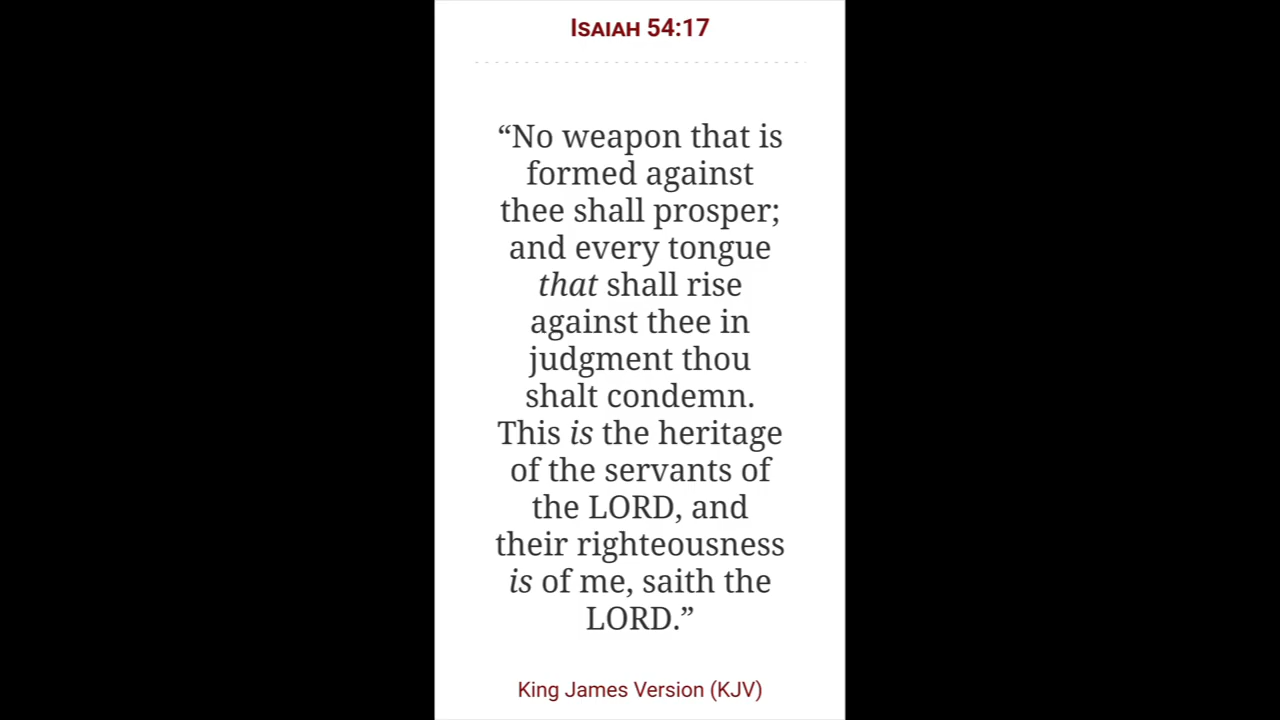 Isaiah 54:17
“No weapon that is
formed against
thee shall prosper;
and every tongue
that shall rise
against thee in
judgment thou
shalt condemn.
This is the heritage
of the servants of
the LORD, and
their righteousness
is of me, saith the
LORD.”
King James Version (KJV)